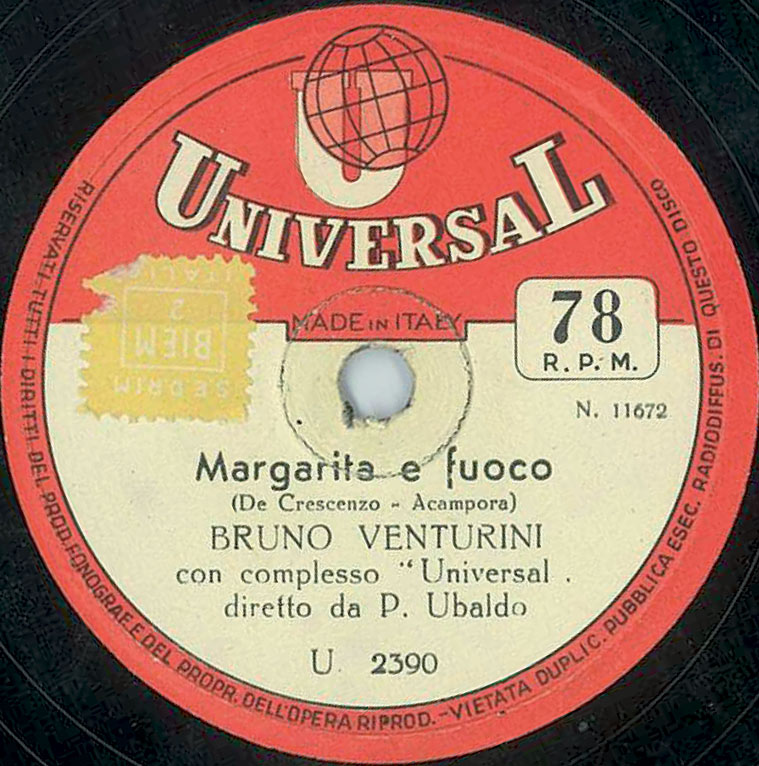 U
UNIVERSAL
MADE IN ITALY
78
R. P. M.
N. 11672
ITALIE
2
BIEM
SEDRIM
Margarita e fuoco
(De Crescenzo - Acampora)
BRUNO VENTURINI
con complesso "Universal .
diretto da P. Ubaldo
U. 2390
RISERVATI TUTTI I DIRITTI DEL PROD. FONOGRAF. E DEL PROPR. DELL'OPERA RIPROD. - VIETATA DUPLIC. PUBBLICA ESEC. RADIODIFFUS. DI QUESTO DISCO